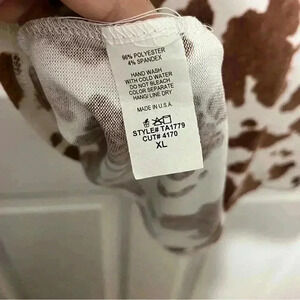 96% POLYESTER
4% SPANDEX
HAND WASH
WITH COLD WATER
DO NOT BLEACH
COLOR SEPARATE
HANG/ LINE DRY
MADE IN U.S.A.
STYLE# TA1779
CUT# 4170
XL